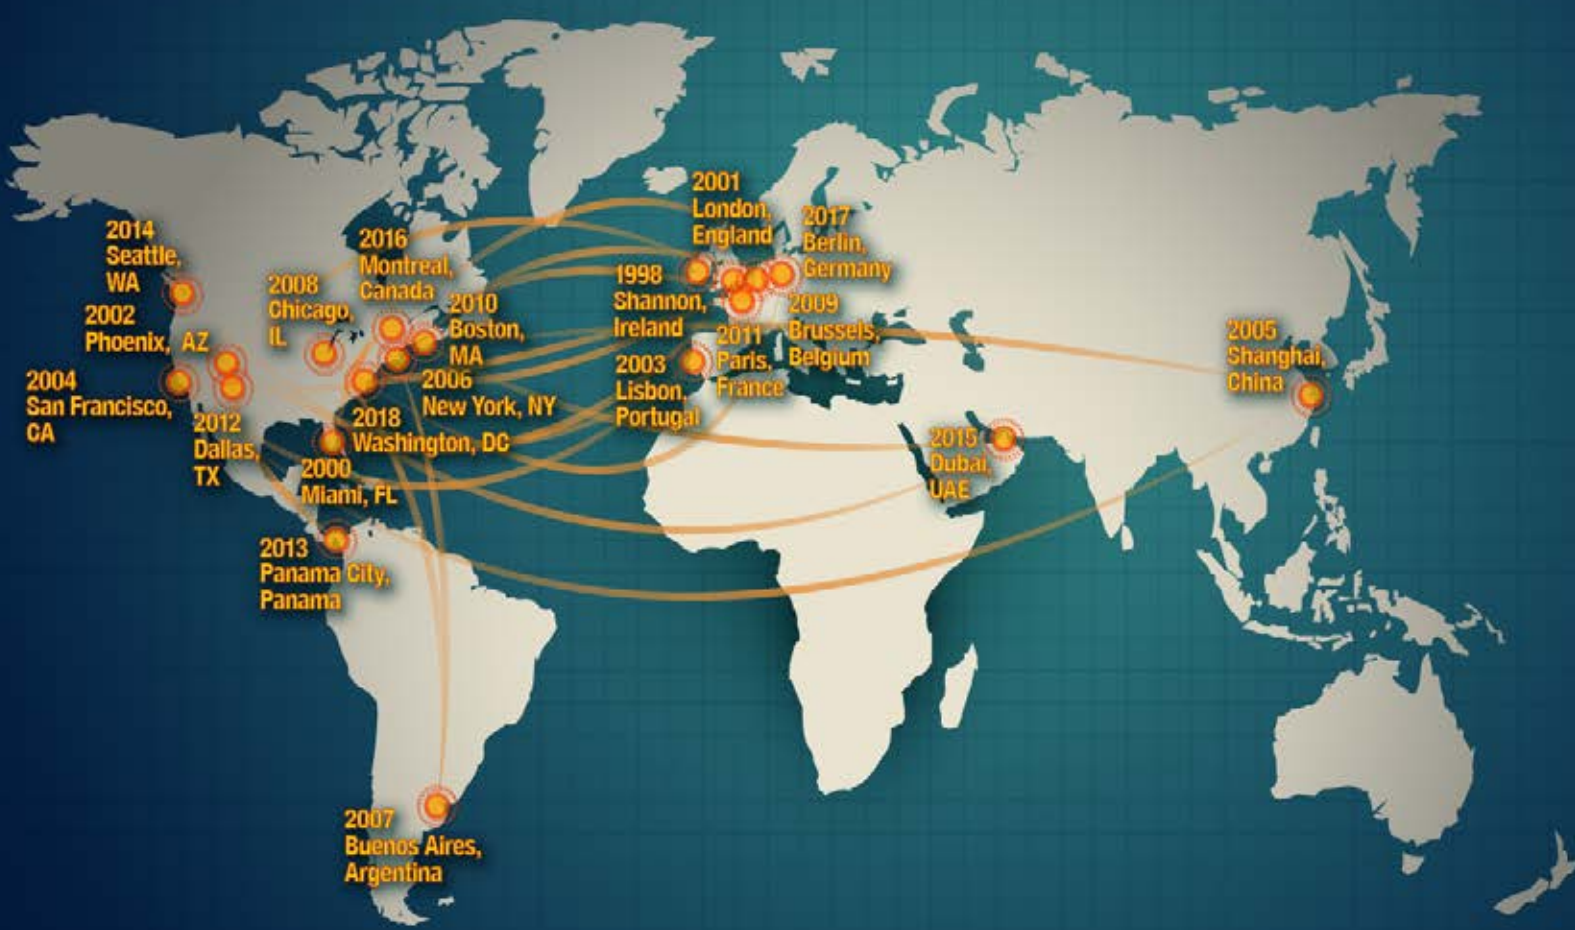 2001
London,
England
2017
Berlin,
Germany
2014
Seattle,
WA
2016
Montreal,
Canada
2008
Chicago,
IL
1998
Shannon,
Ireland
2010
Boston,
MA
2009
Brussels,
Belgium
2002
Phoenix, AZ
2011
Paris,
France
2005
Shanghai,
China
2003
Lisbon,
Portugal
2004
San Francisco,
CA
2006
New York, NY
2012
Dallas,
TX
2018
Washington, DC
2015
Dubai,
UAE
2000
Miami, FL
2013
Panama City,
Panama
2007
Buenos Aires,
Argentina